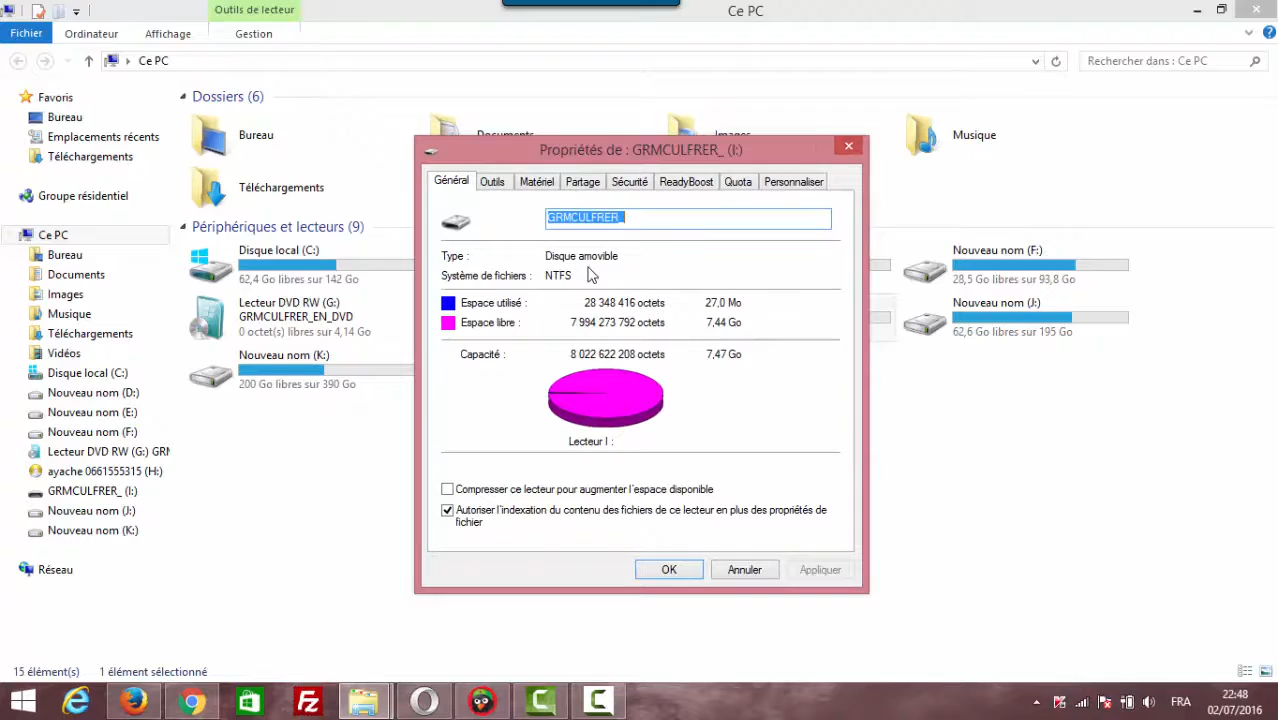 Outils de lecteur
Ce PC
Fichier
Ordinateur
Affichage
Gestion
Ce PC
Rechercher dans : Ce PC
Favoris
Bureau
Emplacements récents
Téléchargements
Groupe résidentiel
Ce PC
Bureau
Documents
Images
Musique
Téléchargements
Vidéos
Disque local (C:)
Nouveau nom (D:)
Nouveau nom (E:)
Nouveau nom (F:)
Lecteur DVD RW (G:) GRM
ayache 0661555315 (H:)
GRMCULFRER_ (I:)
Nouveau nom (J:)
Nouveau nom (K:)
Réseau
Dossiers (6)
Bureau
Documents
Images
Musique
Téléchargements
Périphériques et lecteurs (9)
Disque local (C:)
62,4 Go libres sur 142 Go
Nouveau nom (F:)
28,5 Go libres sur 93,8 Go
Lecteur DVD RW (G:)
GRMCULFRER_EN_DVD
0 octet(s) libres sur 4,14 Go
Nouveau nom (J:)
62,6 Go libres sur 195 Go
Nouveau nom (K:)
200 Go libres sur 390 Go
Propriétés de : GRMCULFRER_ (I:)
Général
Outils
Matériel
Partage
Sécurité
ReadyBoost
Quota
Personnaliser
GRMCULFRER_
Type : Disque amovible
Système de fichiers : NTFS
Espace utilisé : 28 348 416 octets 27,0 Mo
Espace libre : 7 994 273 792 octets 7,44 Go
Capacité : 8 022 622 208 octets 7,47 Go
Lecteur I :
Compresser ce lecteur pour augmenter l'espace disponible
Autoriser l'indexation du contenu des fichiers de ce lecteur en plus des propriétés de
fichier
OK
Annuler
Appliquer
15 élément(s)
1 élément sélectionné
FRA
22:48
02/07/2016